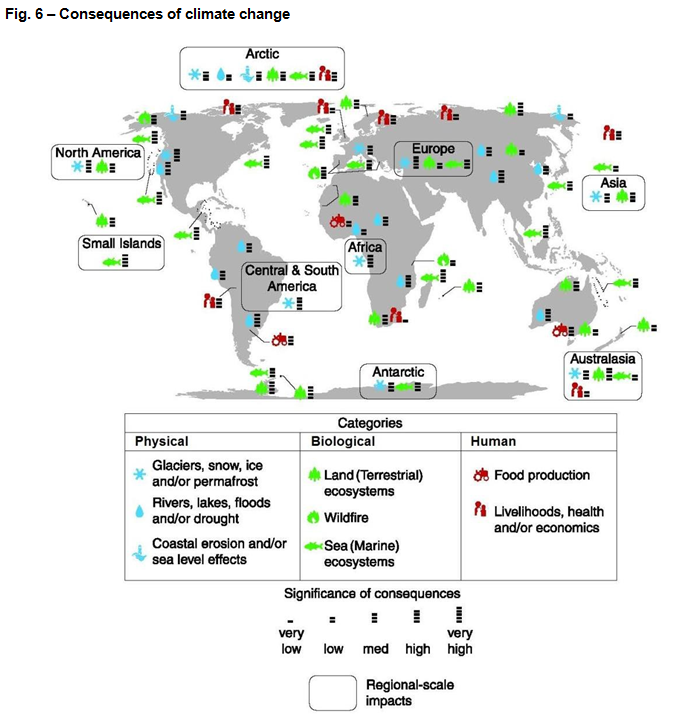 Fig. 6 – Consequences of climate change
Arctic
North America
Europe
Asia
Small Islands
Africa
Central & South
America
Antarctic
Australasia
Categories
Physical
Biological
Human
Glaciers, snow, ice
and/or permafrost
Rivers, lakes, floods
and/or drought
Coastal erosion and/or
sea level effects
Land (Terrestrial)
ecosystems
Wildfire
Sea (Marine)
ecosystems
Food production
Livelihoods, health
and/or economics
Significance of consequences
very
low
low
med
high
very
high
Regional-scale
impacts